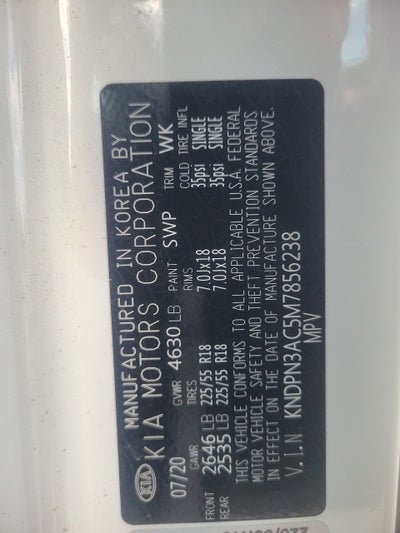 MANUFACTURED IN KOREA BY
KIA KIA MOTORS CORPORATION
07/20 GVWR 4630 LB PAINT SWP TRIM WK
GAWR TIRES RIMS COLD TIRE INFL
FRONT 2646 LB 225/55 R18 7.0Jx18 35psi SINGLE
REAR 2535 LB 225/55 R18 7.0Jx18 35psi SINGLE
THIS VEHICLE CONFORMS TO ALL APPLICABLE U.S.A. FEDERAL
MOTOR VEHICLE SAFETY AND THEFT PREVENTION STANDARDS
IN EFFECT ON THE DATE OF MANUFACTURE SHOWN ABOVE.
V.I.N. KNDPN3AC5M7856238
MPV